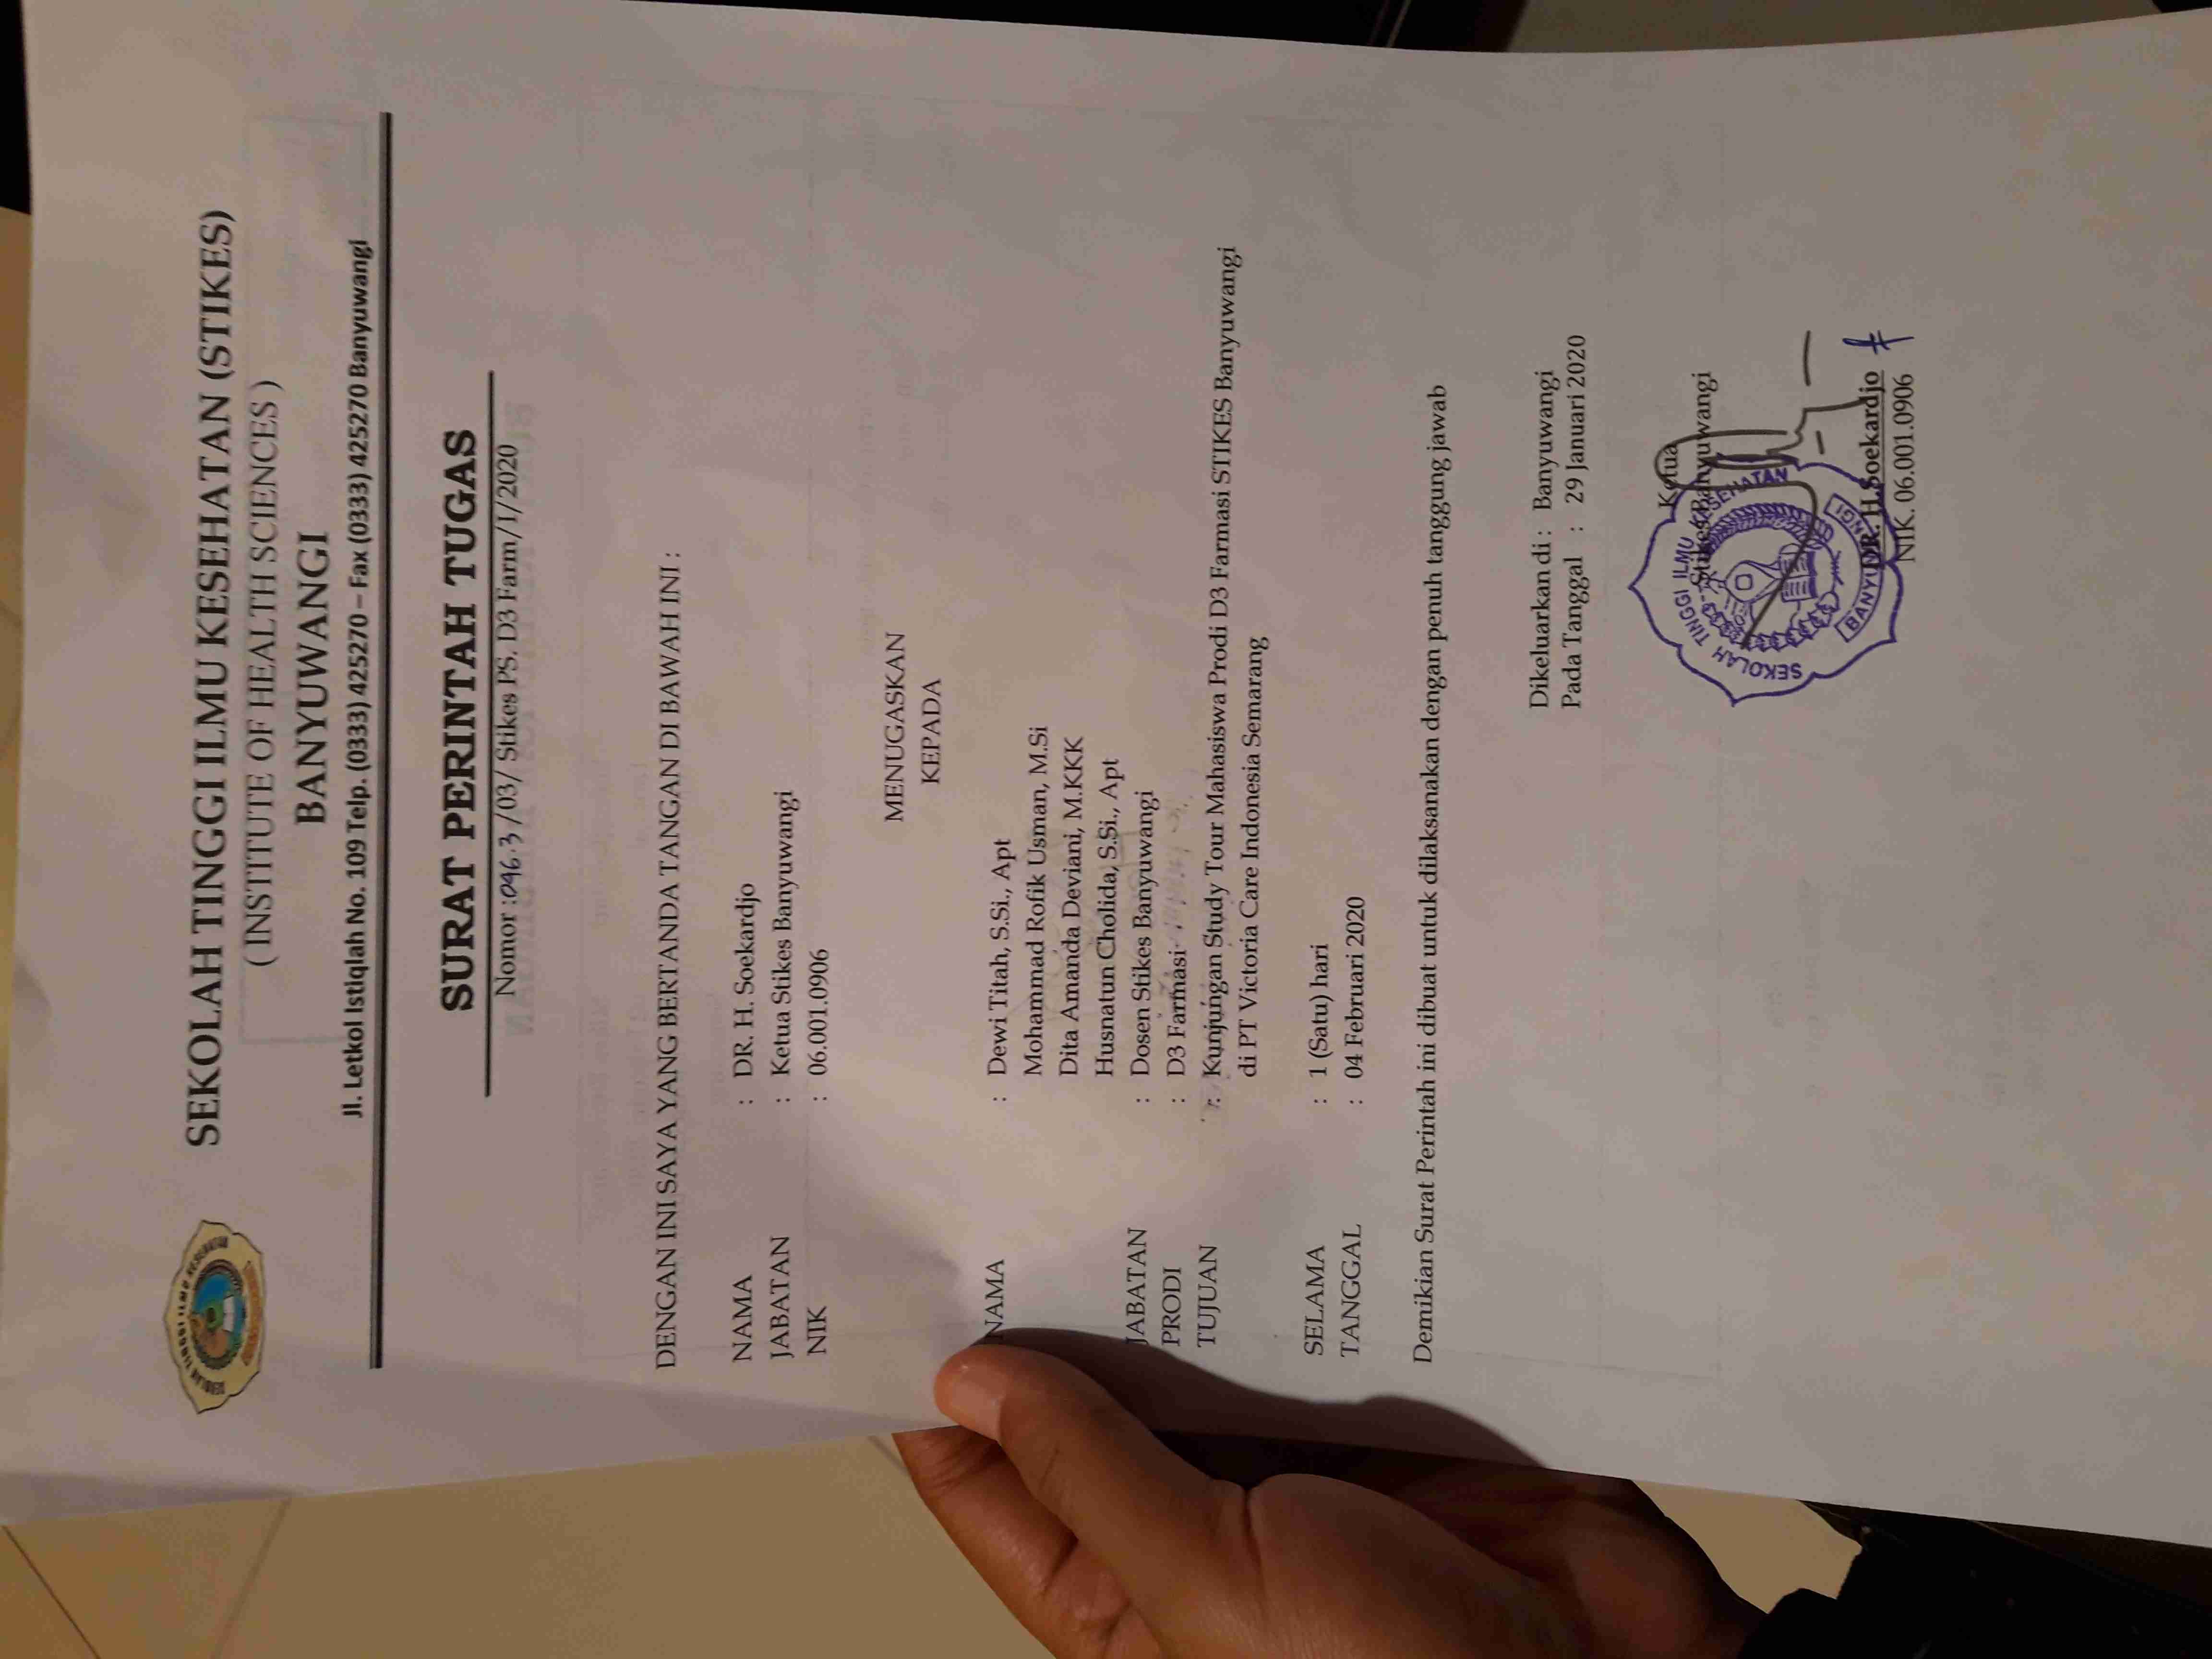 SEKOLAH TINGGI ILMU KESEHATAN
SEKOLAH TINGGI ILMU KESEHATAN (STIKES)
( INSTITUTE OF HEALTH SCIENCES )
BANYUWANGI
Jl. Letkol Istiqlah No. 109 Telp. (0333) 425270 – Fax (0333) 425270 Banyuwangi
SURAT PERINTAH TUGAS
Nomor :096.3/03/ Stikes PS. D3 Farm/I/2020
DENGAN INI SAYA YANG BERTANDA TANGAN DI BAWAH INI :
NAMA : DR. H. Soekardjo
JABATAN : Ketua Stikes Banyuwangi
NIK : 06.001.0906
MENUGASKAN
KEPADA
NAMA : Dewi Titah, S.Si., Apt
Mohammad Rofik Usman, M.Si
Dita Amanda Deviani, M.KKK
Husnatun Cholida, S.Si., Apt
JABATAN : Dosen Stikes Banyuwangi
PRODI : D3 Farmasi
TUJUAN : Kunjungan Study Tour Mahasiswa Prodi D3 Farmasi STIKES Banyuwangi
di PT Victoria Care Indonesia Semarang
SELAMA : 1 (Satu) hari
TANGGAL : 04 Februari 2020
Demikian Surat Perintah ini dibuat untuk dilaksanakan dengan penuh tanggung jawab
Dikeluarkan di : Banyuwangi
Pada Tanggal : 29 Januari 2020
Ketua
Stikes Banyuwangi
SEKOLAH TINGGI ILMU KESEHATAN
BANYUWANGI
DR. H.Soekardjo
NIK. 06.001.0906